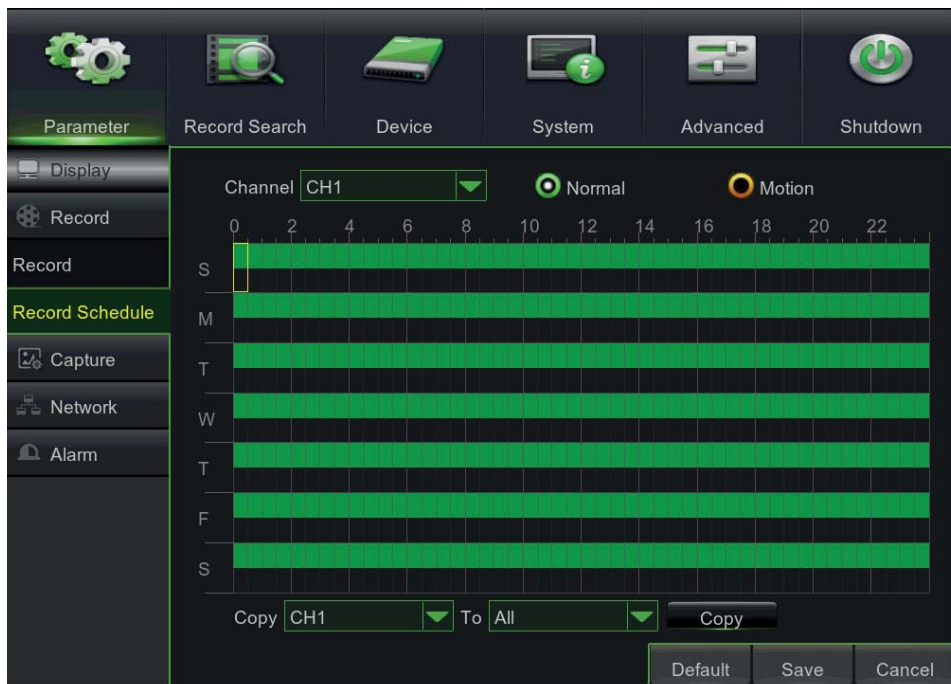 Parameter Record Search Device System Advanced Shutdown
Display
Channel CH1 Normal Motion
Record
0 2 4 6 8 10 12 14 16 18 20 22
Record
S
Record Schedule
M
Capture
T
Network
W
Alarm
T
F
S
Copy CH1 To All Copy
Default Save Cancel